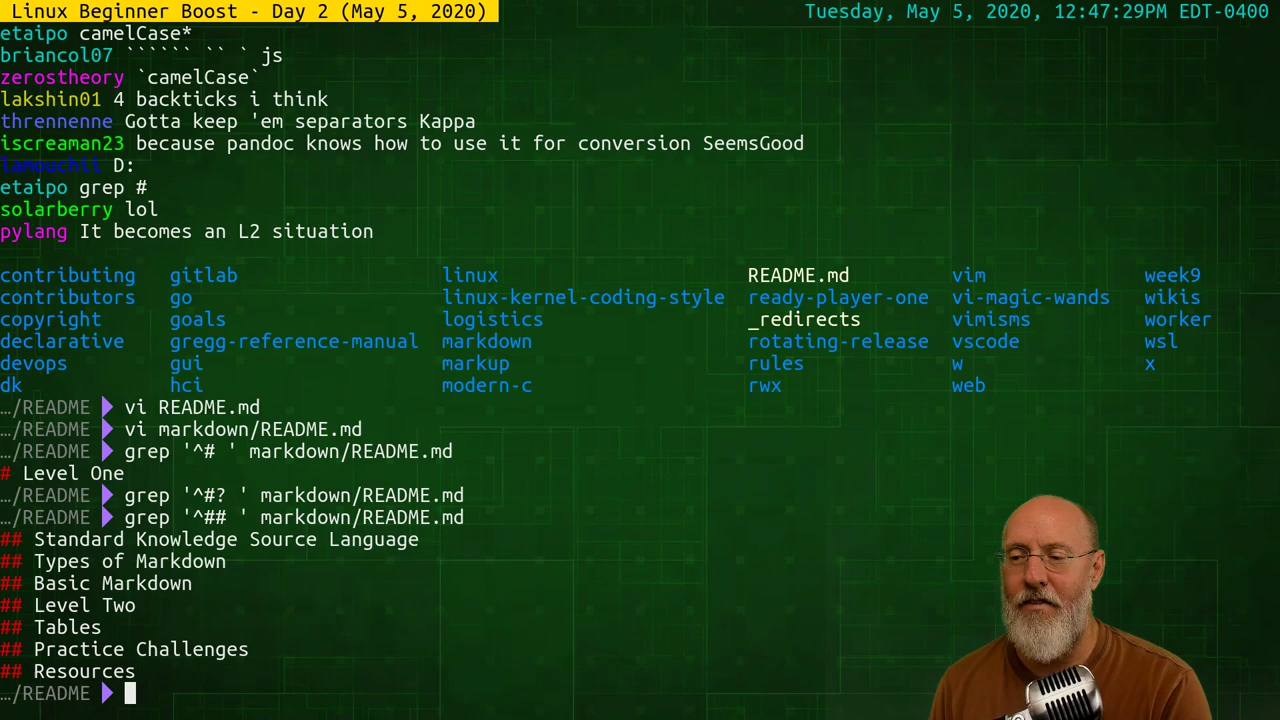 Linux Beginner Boost - Day 2 (May 5, 2020)
Tuesday, May 5, 2020, 12:47:29PM EDT-0400
etaipo camelCase*
briancol07 `````` `` ` js
zerostheory `camelCase`
lakshin01 4 backticks i think
thrennenne Gotta keep 'em separators Kappa
iscreaman23 because pandoc knows how to use it for conversion SeemsGood
lamouchii D:
etaipo grep #
solarberry lol
pylang It becomes an L2 situation
contributing gitlab linux README.md vim week9
contributors go linux-kernel-coding-style ready-player-one vi-magic-wands wikis
copyright goals logistics _redirects vimisms worker
declarative gregg-reference-manual markdown rotating-release vscode wsl
devops gui markup rules w x
dk hci modern-c rwx web
…/README vi README.md
…/README vi markdown/README.md
…/README grep '^# ' markdown/README.md
# Level One
…/README grep '^#? ' markdown/README.md
…/README grep '^## ' markdown/README.md
## Standard Knowledge Source Language
## Types of Markdown
## Basic Markdown
## Level Two
## Tables
## Practice Challenges
## Resources
…/README